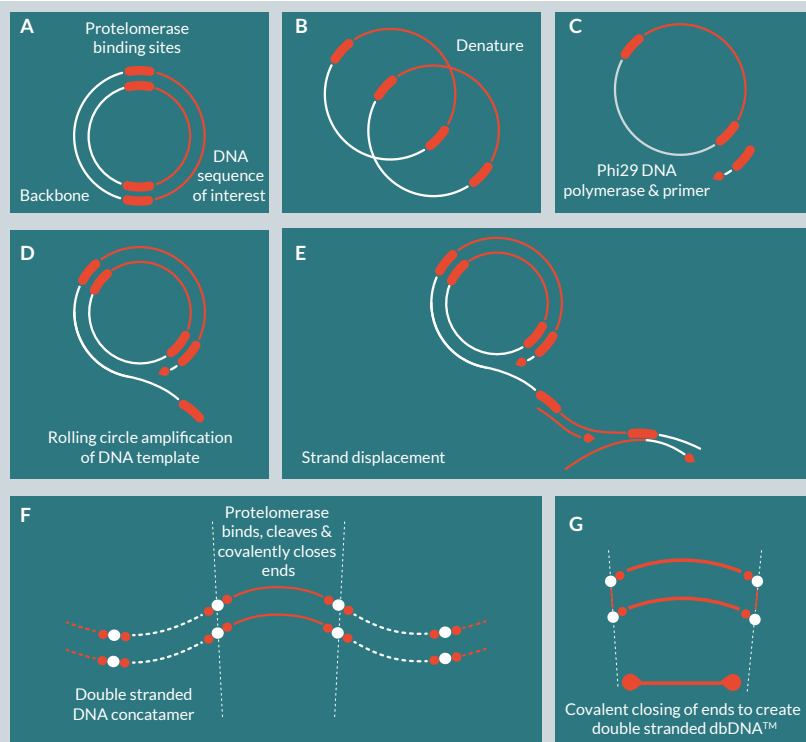 A
Protelomerase
binding sites
Backbone
DNA
sequence
of interest
B
Denature
C
Phi29 DNA
polymerase & primer
D
Rolling circle amplification
of DNA template
E
Strand displacement
F
Protelomerase
binds, cleaves &
covalently closes
ends
Double stranded
DNA concatamer
G
Covalent closing of ends to create
double stranded dbDNA™